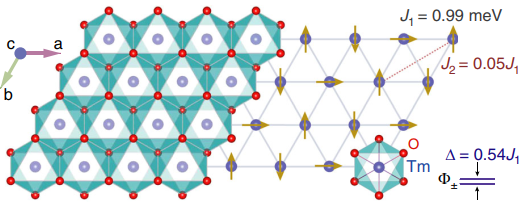 J₁ = 0.99 meV
c
a
b
J₂ = 0.05J₁
O
Tm
Δ = 0.54J₁
Φ±